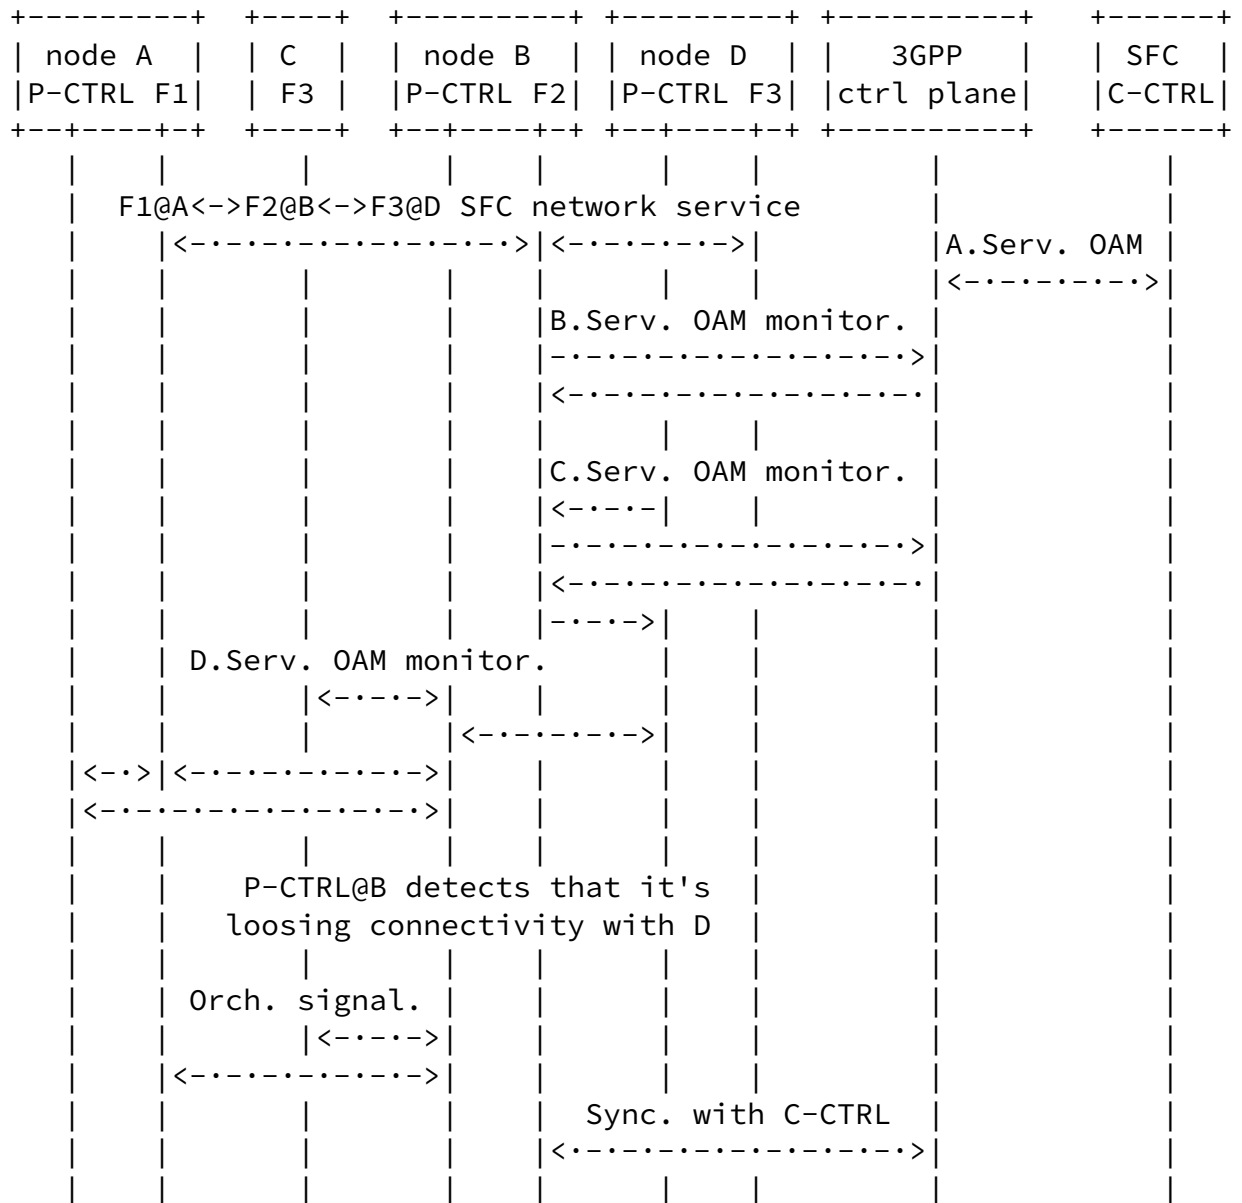 node A C node B node D 3GPP SFC
P-CTRL F1 F3 P-CTRL F2 P-CTRL F3 ctrl plane C-CTRL
F1@A<->F2@B<->F3@D SFC network service
A.Serv. OAM
B.Serv. OAM monitor.
C.Serv. OAM monitor.
D.Serv. OAM monitor.
P-CTRL@B detects that it's
loosing connectivity with D
Orch. signal.
Sync. with C-CTRL